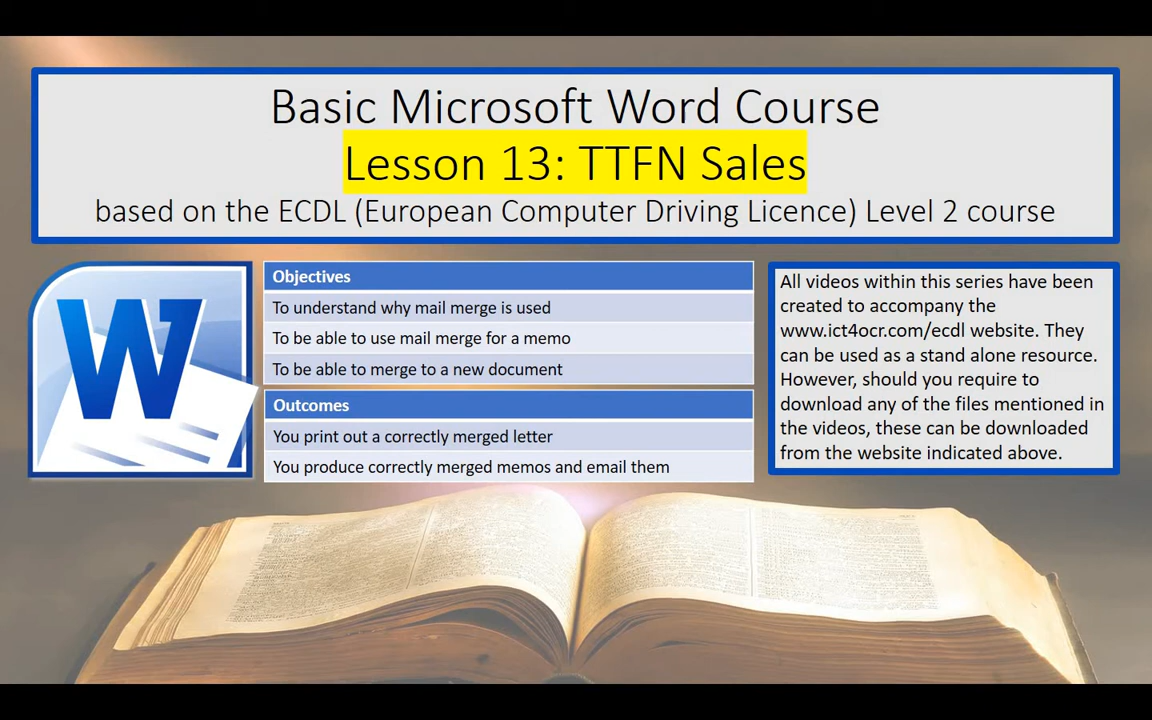 Basic Microsoft Word Course
Lesson 13: TTFN Sales
based on the ECDL (European Computer Driving Licence) Level 2 course
W
Objectives
To understand why mail merge is used
To be able to use mail merge for a memo
To be able to merge to a new document
Outcomes
You print out a correctly merged letter
You produce correctly merged memos and email them
All videos within this series have been
created to accompany the
www.ict4ocr.com/ecdl website. They
can be used as a stand alone resource.
However, should you require to
download any of the files mentioned in
the videos, these can be downloaded
from the website indicated above.